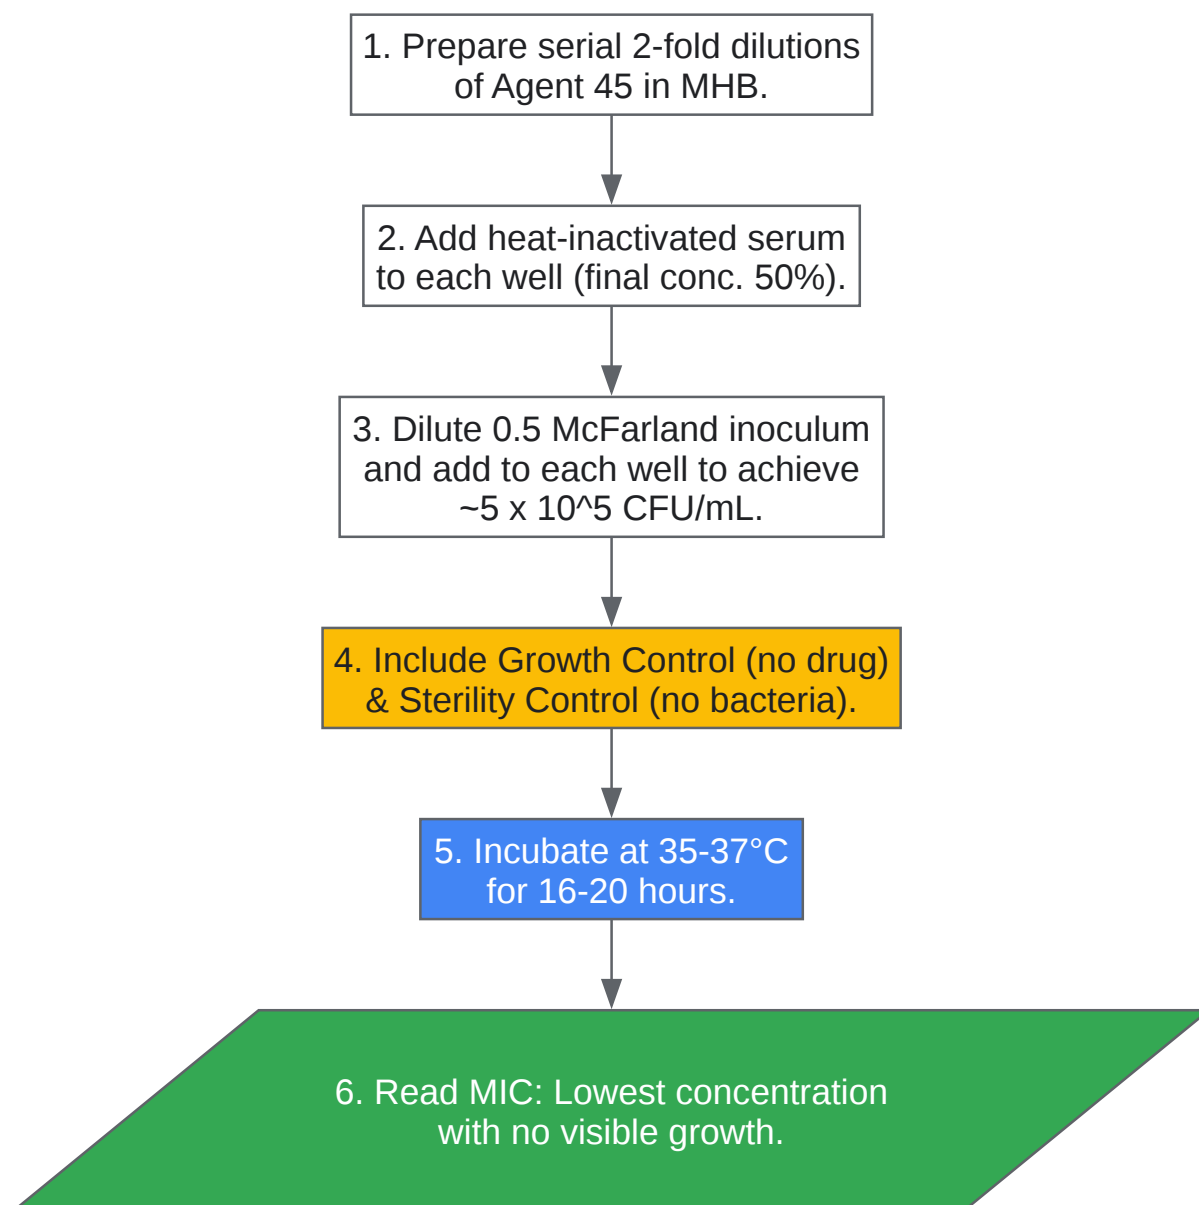 1. Prepare serial 2-fold dilutions
of Agent 45 in MHB.
2. Add heat-inactivated serum
to each well (final conc. 50%).
3. Dilute 0.5 McFarland inoculum
and add to each well to achieve
~5 x 10^5 CFU/mL.
4. Include Growth Control (no drug)
& Sterility Control (no bacteria).
5. Incubate at 35-37°C
for 16-20 hours.
6. Read MIC: Lowest concentration
with no visible growth.